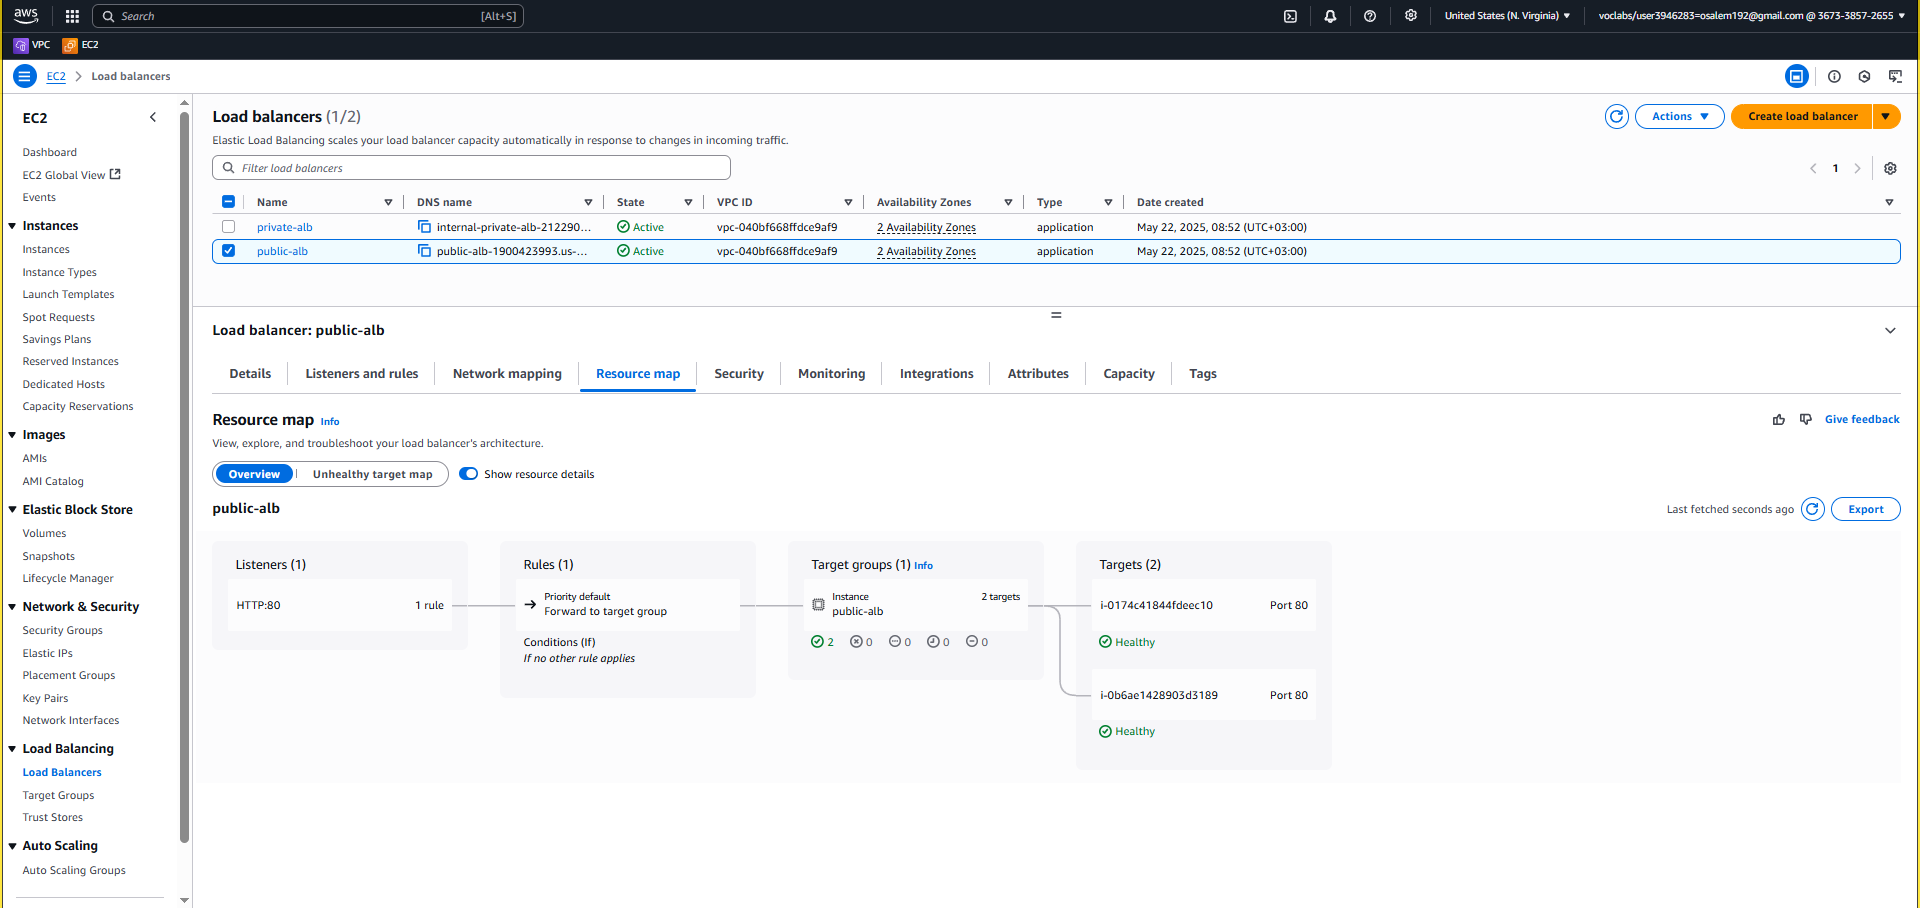 aws
Search [Alt+S]
United States (N. Virginia)
voclabs/user3946283=osalem192@gmail.com @ 3673-3857-2655
VPC
EC2
EC2 > Load balancers
EC2
Dashboard
EC2 Global View
Events
Instances
Instances
Instance Types
Launch Templates
Spot Requests
Savings Plans
Reserved Instances
Dedicated Hosts
Capacity Reservations
Images
AMIs
AMI Catalog
Elastic Block Store
Volumes
Snapshots
Lifecycle Manager
Network & Security
Security Groups
Elastic IPs
Placement Groups
Key Pairs
Network Interfaces
Load Balancing
Load Balancers
Target Groups
Trust Stores
Auto Scaling
Auto Scaling Groups
Load balancers (1/2)
Actions
Create load balancer
Elastic Load Balancing scales your load balancer capacity automatically in response to changes in incoming traffic.
Filter load balancers
1
Name DNS name State VPC ID Availability Zones Type Date created
private-alb internal-private-alb-212290... Active vpc-040bf668ffdce9af9 2 Availability Zones application May 22, 2025, 08:52 (UTC+03:00)
public-alb public-alb-1900423993.us-... Active vpc-040bf668ffdce9af9 2 Availability Zones application May 22, 2025, 08:52 (UTC+03:00)
Load balancer: public-alb
Details Listeners and rules Network mapping Resource map Security Monitoring Integrations Attributes Capacity Tags
Resource map Info
Give feedback
View, explore, and troubleshoot your load balancer's architecture.
Overview Unhealthy target map Show resource details
public-alb
Last fetched seconds ago
Export
Listeners (1)
HTTP:80 1 rule
Rules (1)
Priority default
Forward to target group
Conditions (If)
If no other rule applies
Target groups (1) Info
Instance 2 targets
public-alb
2 0 0 0 0
Targets (2)
i-0174c41844fdeec10 Port 80
Healthy
i-0b6ae1428903d3189 Port 80
Healthy